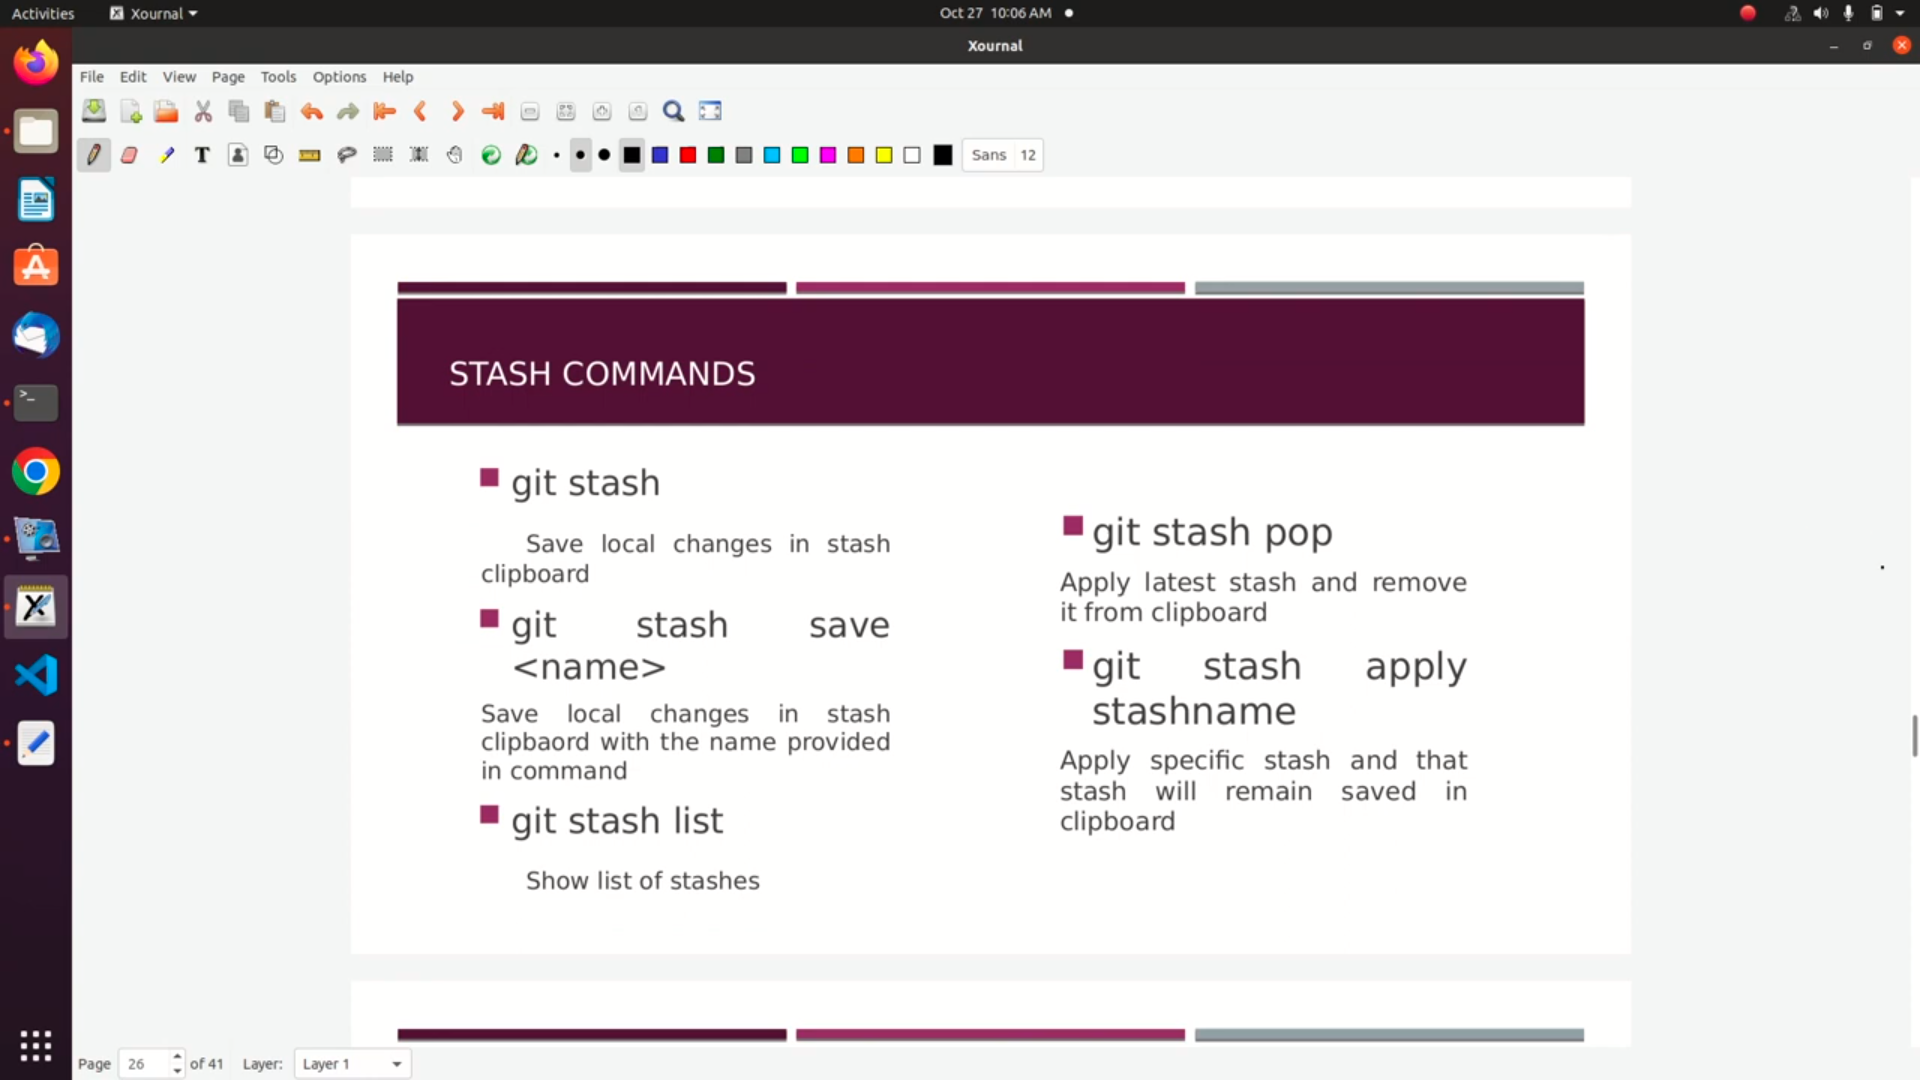 Activities
Xournal
Oct 27 10:06 AM
Xournal
File Edit View Page Tools Options Help
T
Sans 12
STASH COMMANDS
git stash
Save local changes in stash
clipboard
git stash save
<name>
Save local changes in stash
clipbaord with the name provided
in command
git stash list
Show list of stashes
git stash pop
Apply latest stash and remove
it from clipboard
git stash apply
stashname
Apply specific stash and that
stash will remain saved in
clipboard
Page 26 of 41 Layer: Layer 1